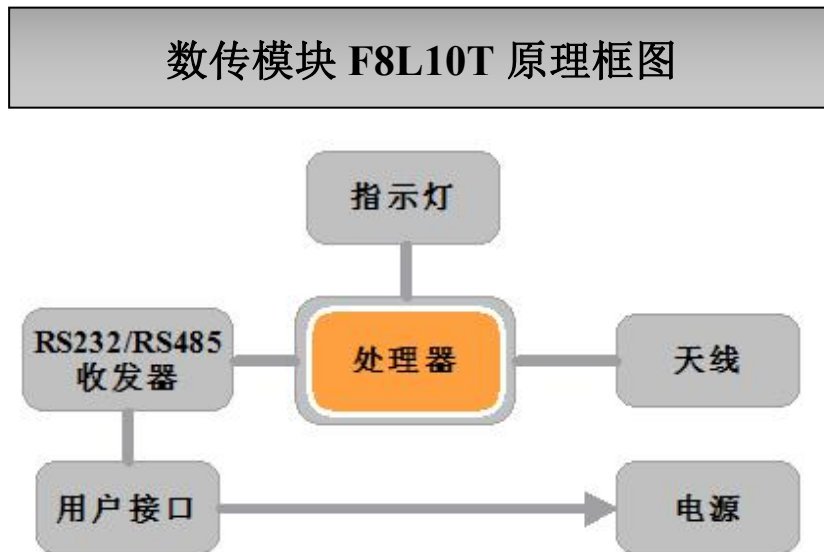 数传模块 F8L10T 原理框图
指示灯
RS232/RS485
收发器
处理器
天线
用户接口
电源